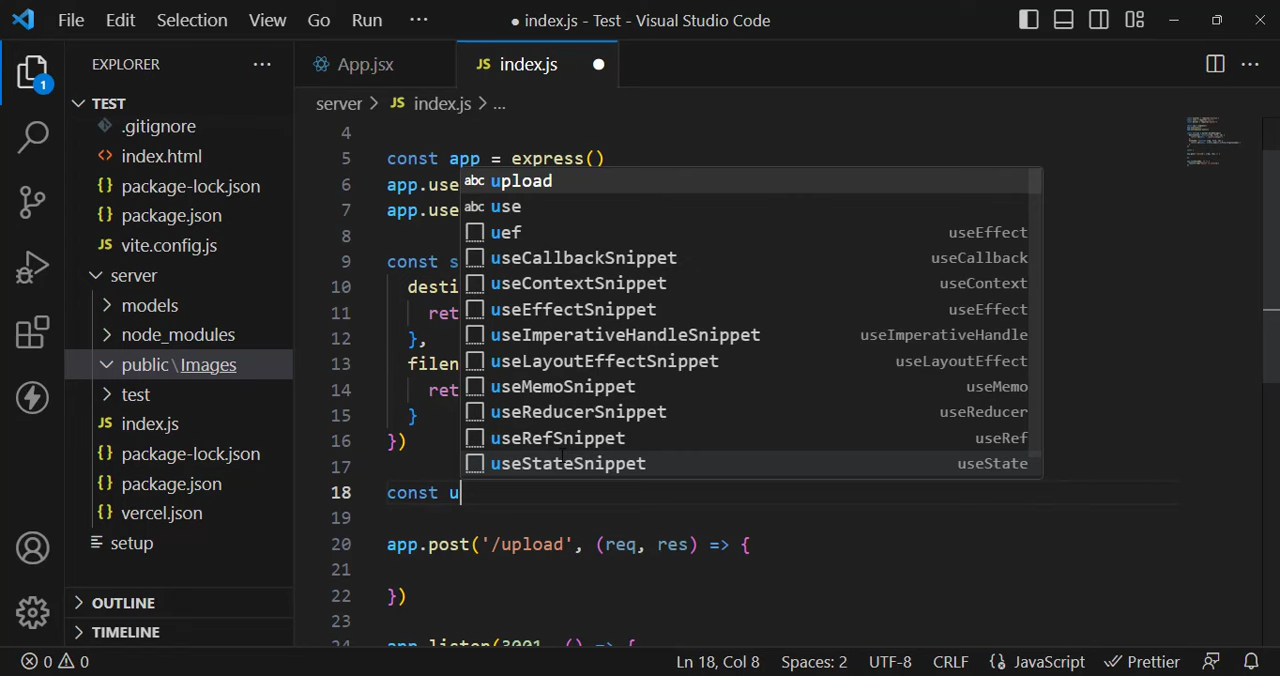 File Edit Selection View Go Run ··· ● index.js - Test - Visual Studio Code
EXPLORER ···
1
TEST
.gitignore
index.html
package-lock.json
package.json
vite.config.js
server
models
node_modules
public\Images
test
index.js
package-lock.json
package.json
vercel.json
setup
OUTLINE
TIMELINE
App.jsx
JS index.js ●
server > JS index.js > ...
4
5 const app = express()
6 app.use
7 app.use
8
9 const s
10 desti
11 ret
12 },
13 filen
14 ret
15 }
16 })
17
18 const u
19
20 app.post('/upload', (req, res) => {
21
22 })
23
24 app.listen(3001, () => {
abc upload
abc use
uef useEffect
useCallbackSnippet useCallback
useContextSnippet useContext
useEffectSnippet useEffect
useImperativeHandleSnippet useImperativeHandle
useLayoutEffectSnippet useLayoutEffect
useMemoSnippet useMemo
useReducerSnippet useReducer
useRefSnippet useRef
useStateSnippet useState
0 0 Ln 18, Col 8 Spaces: 2 UTF-8 CRLF {} JavaScript Prettier